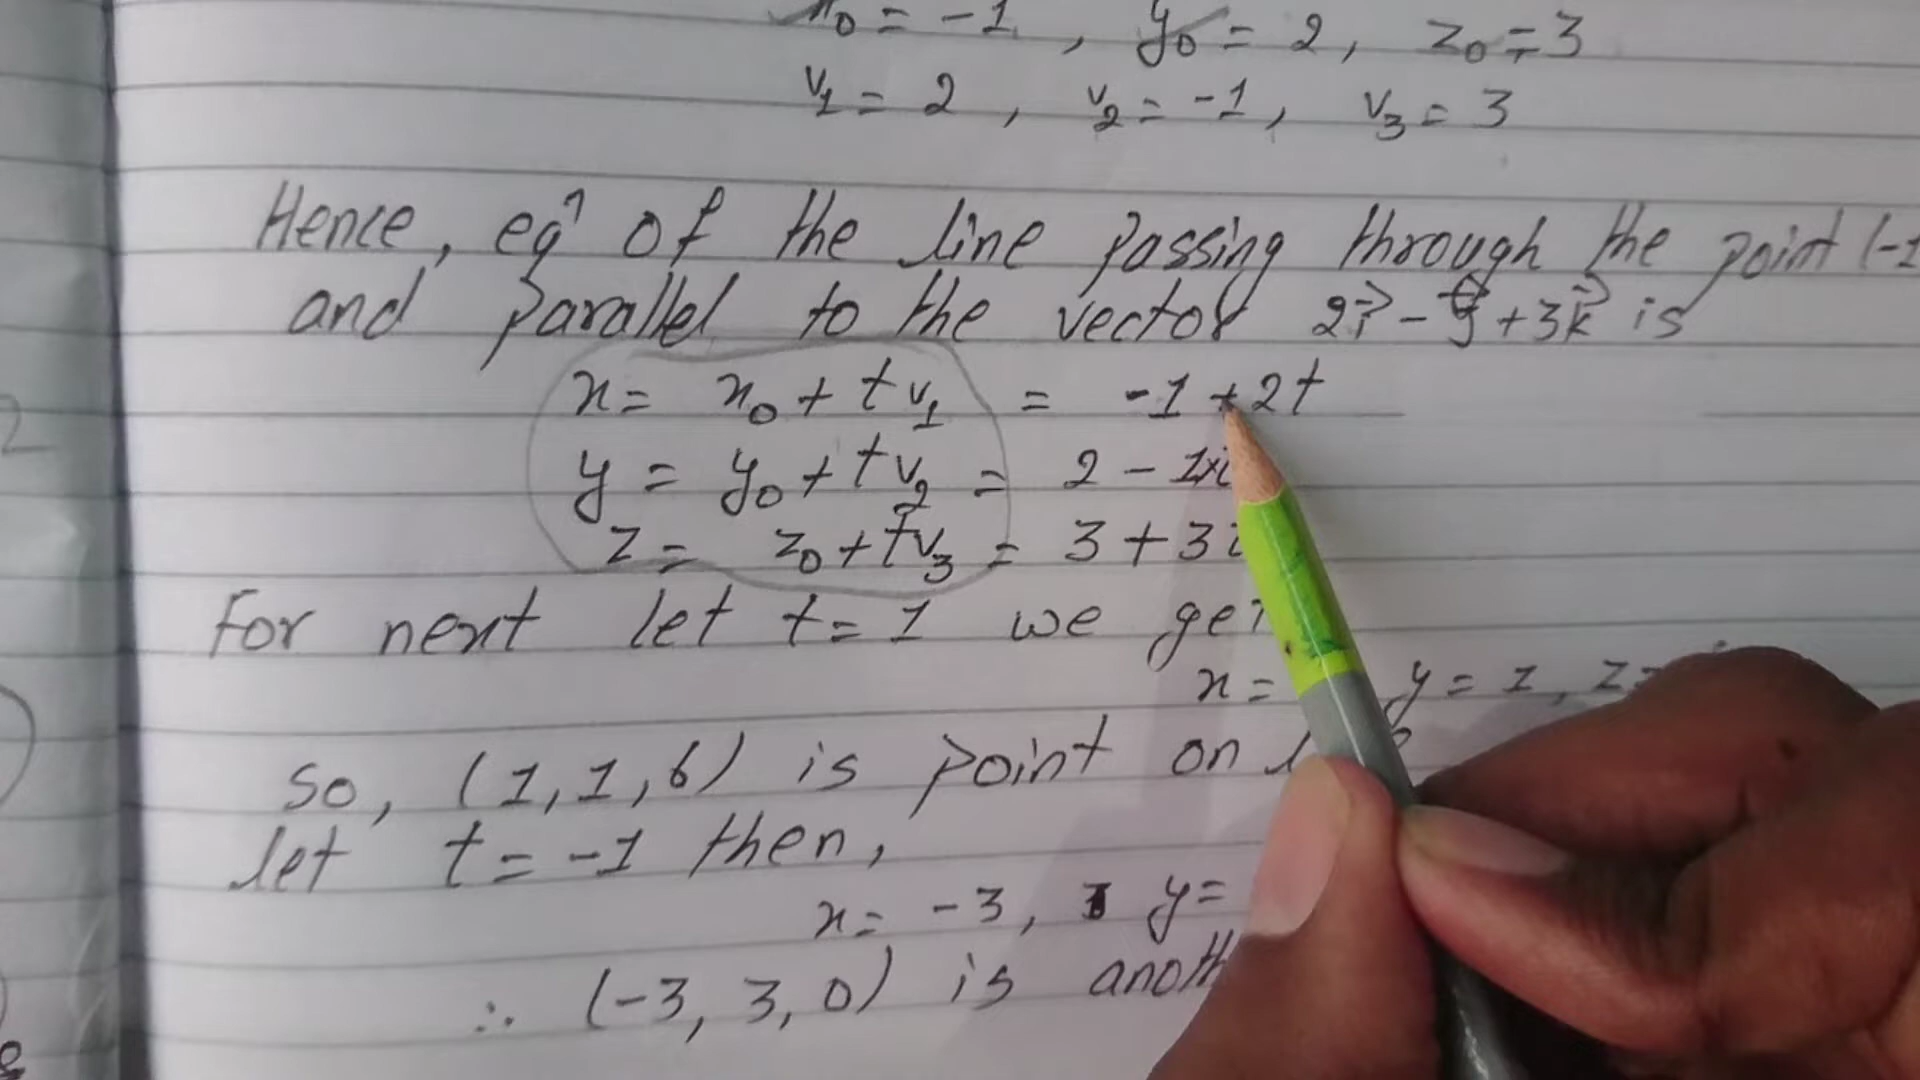 x₀ = -1, y₀ = 2, z₀ = 3
v₁ = 2, v₂ = -1, v₃ = 3
Hence, eqⁿ of the line passing through the point (-1
and parallel to the vector 2i⃗ - j⃗ + 3k⃗ is
x = x₀ + tv₁ = -1 + 2t
y = y₀ + tv₂ = 2 - 1×
z = z₀ + tv₃ = 3 + 3
For next let t = 1 we get
x = y = 1, z =
So, (1, 1, 6) is point on
let t = -1 then,
x = -3, y =
∴ (-3, 3, 0) is